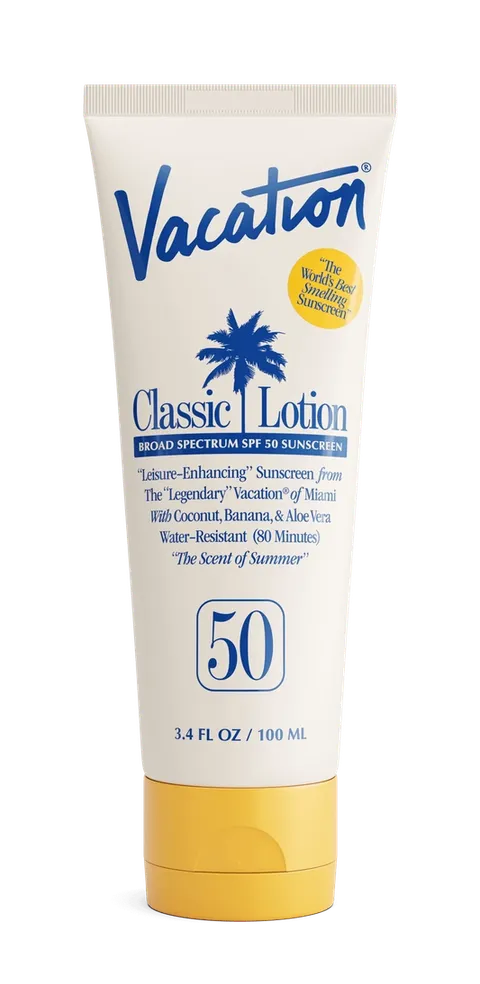 Vacation®
"The
World's Best
Smelling
Sunscreen"
Classic Lotion
BROAD SPECTRUM SPF 50 SUNSCREEN
"Leisure-Enhancing" Sunscreen from
The "Legendary" Vacation® of Miami
With Coconut, Banana, & Aloe Vera
Water-Resistant (80 Minutes)
"The Scent of Summer"
50
3.4 FL OZ / 100 ML